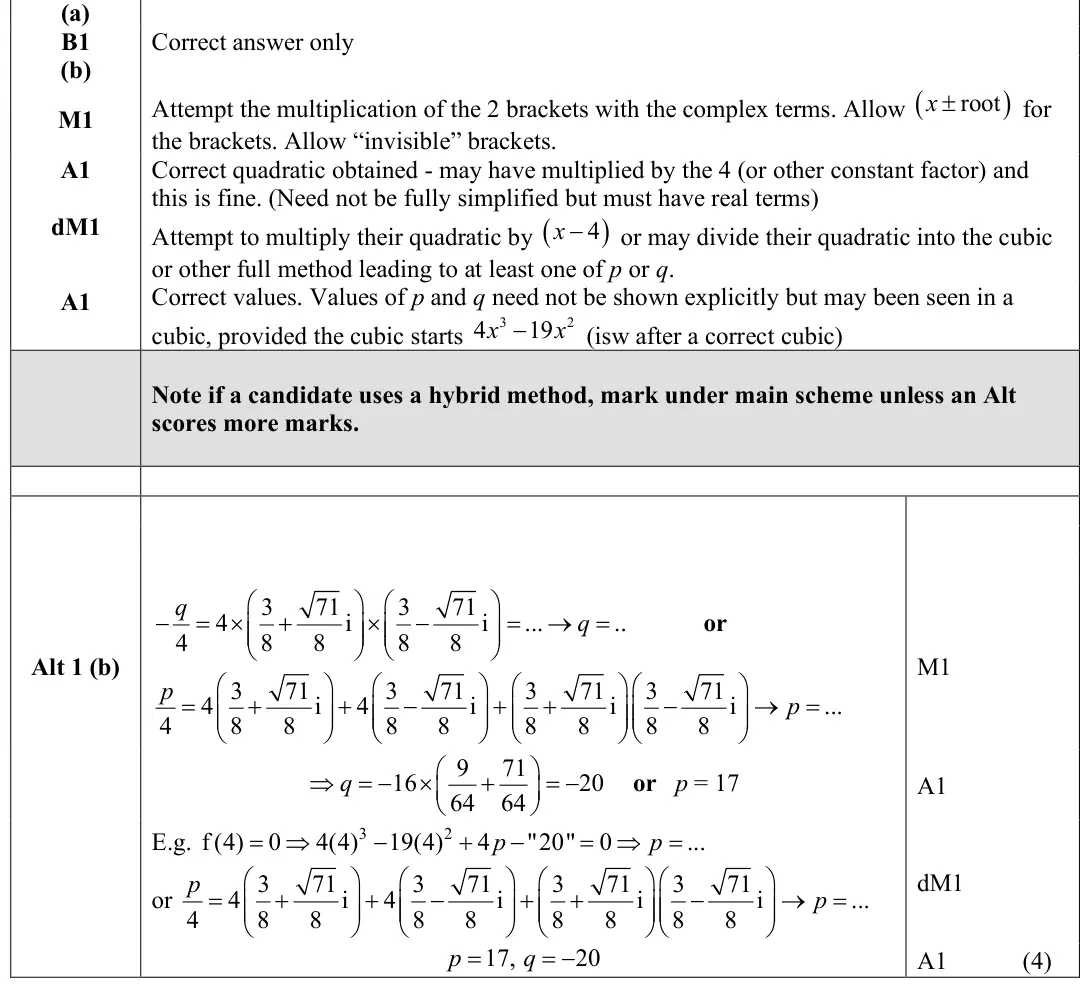 (a)
B1 Correct answer only
(b)
M1 Attempt the multiplication of the 2 brackets with the complex terms. Allow (x ± root) for
the brackets. Allow “invisible” brackets.
A1 Correct quadratic obtained - may have multiplied by the 4 (or other constant factor) and
this is fine. (Need not be fully simplified but must have real terms)
dM1 Attempt to multiply their quadratic by (x − 4) or may divide their quadratic into the cubic
or other full method leading to at least one of p or q.
A1 Correct values. Values of p and q need not be shown explicitly but may been seen in a
cubic, provided the cubic starts 4x³ − 19x² (isw after a correct cubic)
Note if a candidate uses a hybrid method, mark under main scheme unless an Alt
scores more marks.
Alt 1 (b)
−q/4 = 4 × (3/8 + √71/8 i) × (3/8 − √71/8 i) = ... → q = .. or
p/4 = 4(3/8 + √71/8 i) + 4(3/8 − √71/8 i) + (3/8 + √71/8 i)(3/8 − √71/8 i) → p = ... M1
⇒ q = −16 × (9/64 + 71/64) = −20 or p = 17 A1
E.g. f(4) = 0 ⇒ 4(4)³ − 19(4)² + 4p − "20" = 0 ⇒ p = ...
or p/4 = 4(3/8 + √71/8 i) + 4(3/8 − √71/8 i) + (3/8 + √71/8 i)(3/8 − √71/8 i) → p = ... dM1
p = 17, q = −20 A1 (4)